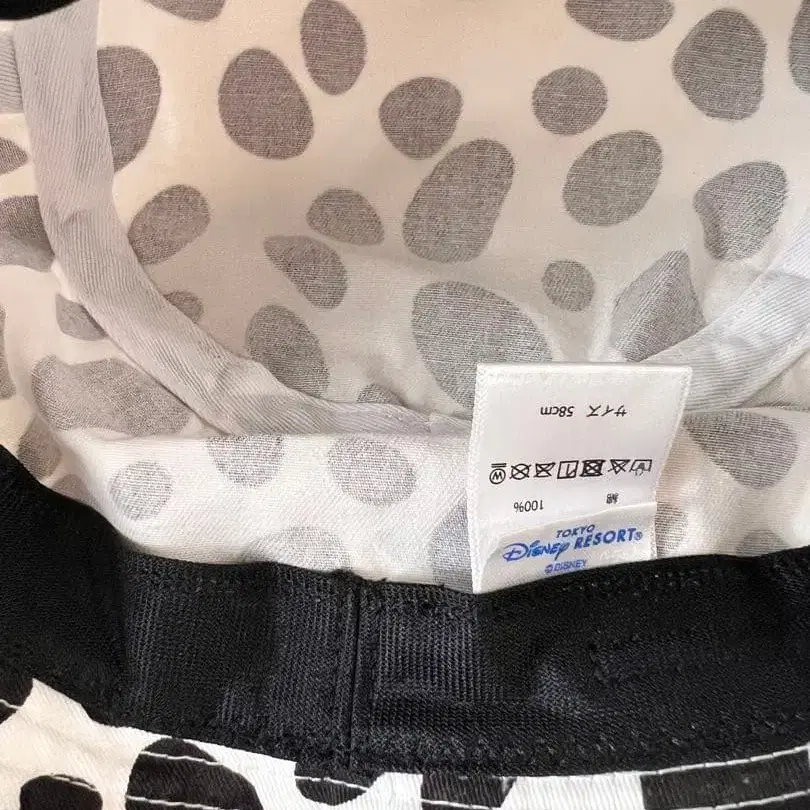 サイズ 58cm
綿 100%
TOKYO
Disney RESORT®
© DISNEY